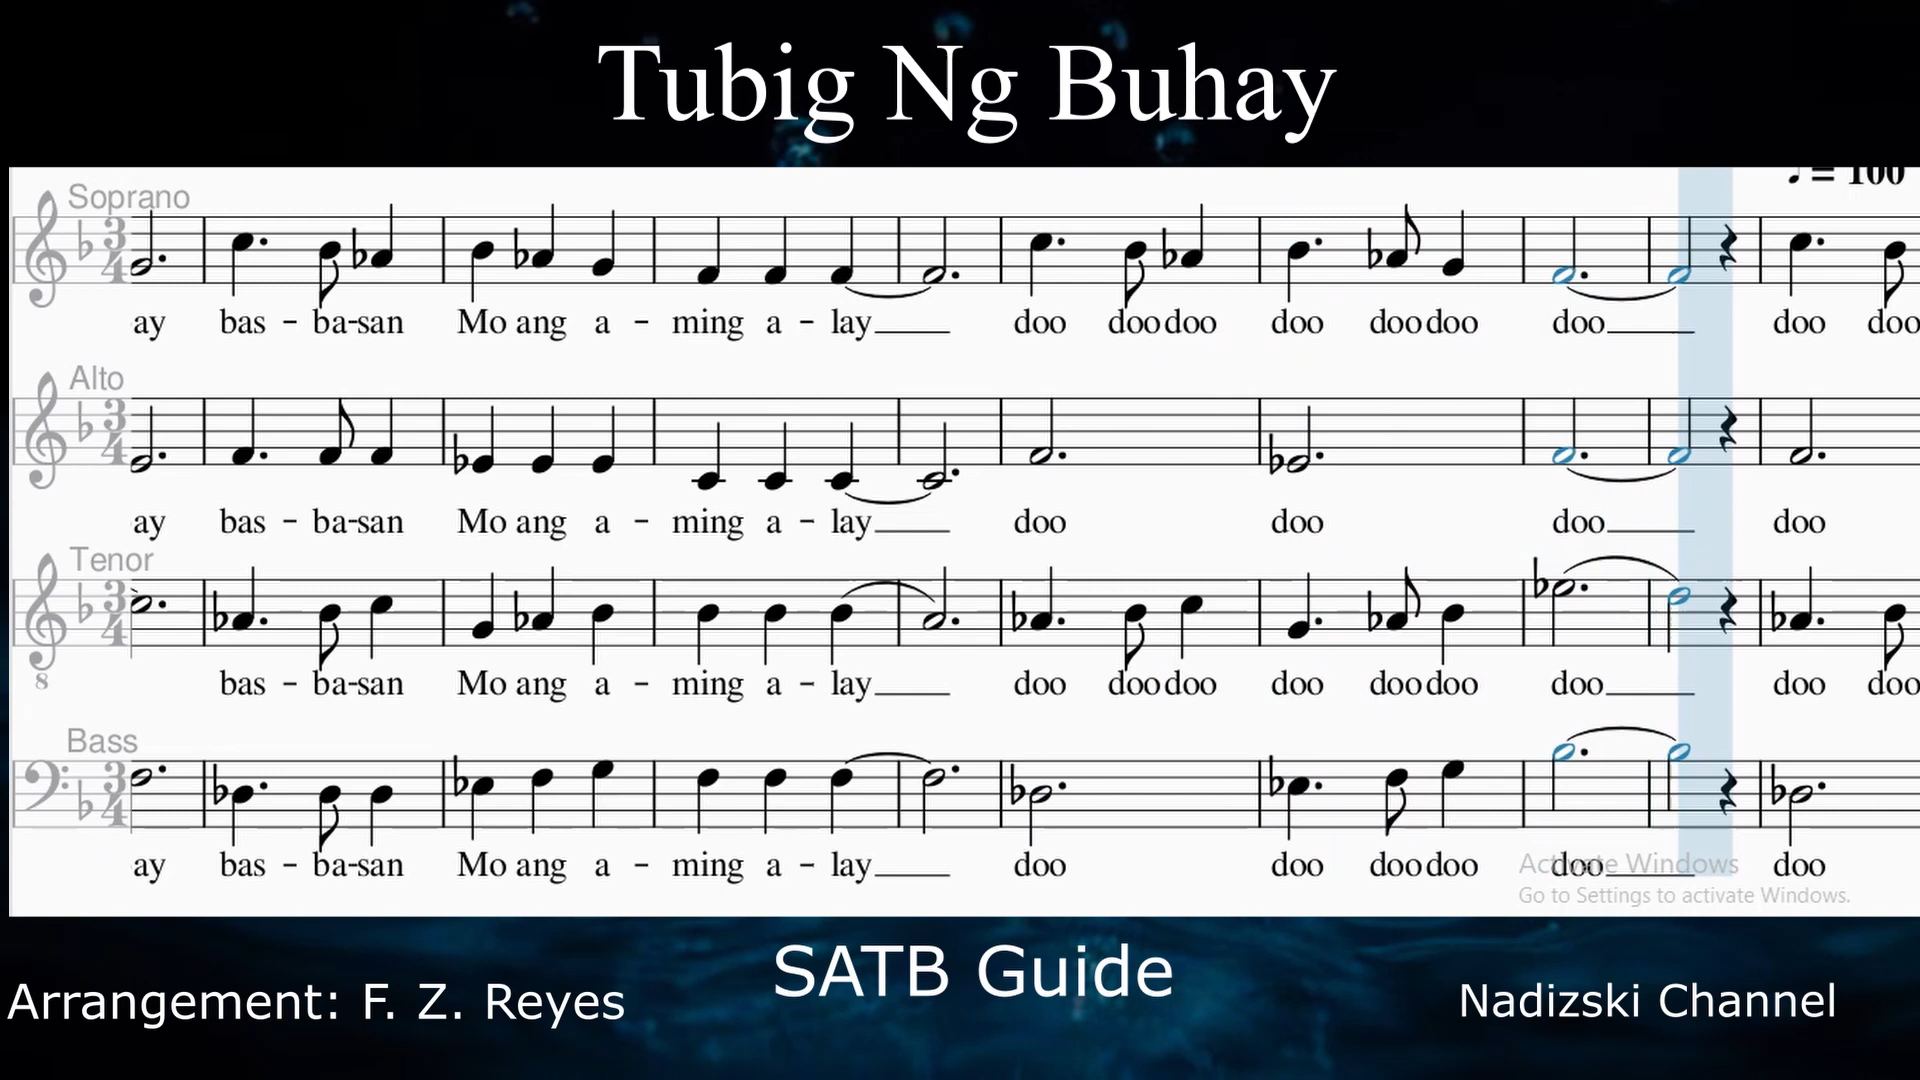 Tubig Ng Buhay
♩ = 100
Soprano
ay bas - ba-san Mo ang a - ming a - lay doo doo doo doo doo doo doo doo doo
Alto
ay bas - ba-san Mo ang a - ming a - lay doo doo doo doo
Tenor
8
bas - ba-san Mo ang a - ming a - lay doo doo doo doo doo doo doo doo doo
Bass
ay bas - ba-san Mo ang a - ming a - lay doo doo doo doo doo doo
Activate Windows
Go to Settings to activate Windows.
SATB Guide
Arrangement: F. Z. Reyes
Nadizski Channel